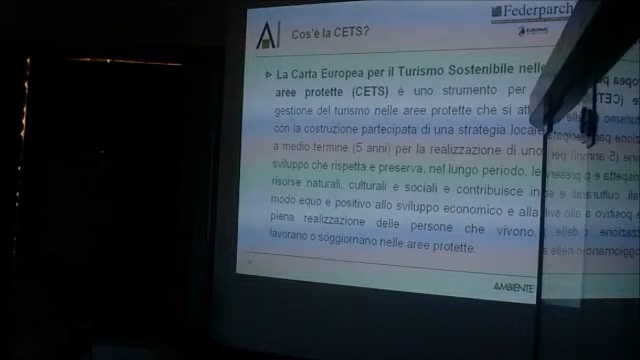 AI
Cos'è la CETS?
Federparchi
EUROPARC
➤ La Carta Europea per il Turismo Sostenibile nelle
aree protette (CETS) è uno strumento per
gestione del turismo nelle aree protette che si
con la costruzione partecipata di una strategia locale
a medio termine (5 anni) per la realizzazione di uno
sviluppo che rispetta e preserva, nel lungo periodo, le
risorse naturali, culturali e sociali e contribuisce in
modo equo e positivo allo sviluppo economico e alla
piena realizzazione delle persone che vivono,
lavorano o soggiornano nelle aree protette.
>
AMBIENTE